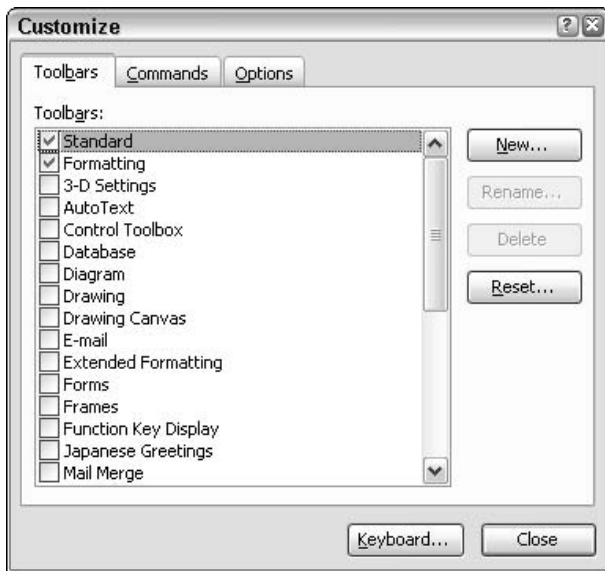 Customize
Toolbars Commands Options
Toolbars:
Standard
Formatting
3-D Settings
AutoText
Control Toolbox
Database
Diagram
Drawing
Drawing Canvas
E-mail
Extended Formatting
Forms
Frames
Function Key Display
Japanese Greetings
Mail Merge
New...
Rename...
Delete
Reset...
Keyboard... Close